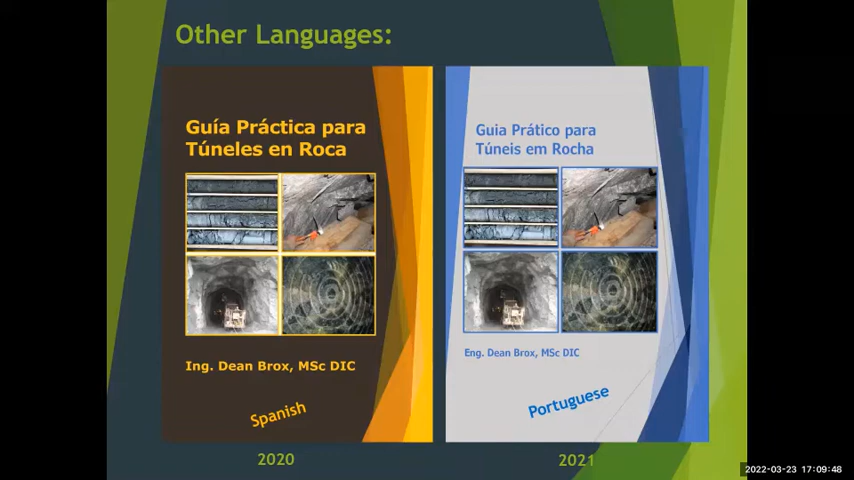 Other Languages:
Guía Práctica para
Túneles en Roca
Ing. Dean Brox, MSc DIC
Spanish
2020
Guia Prático para
Túneis em Rocha
Eng. Dean Brox, MSc DIC
Portuguese
2021
2022-03-23 17:09:48